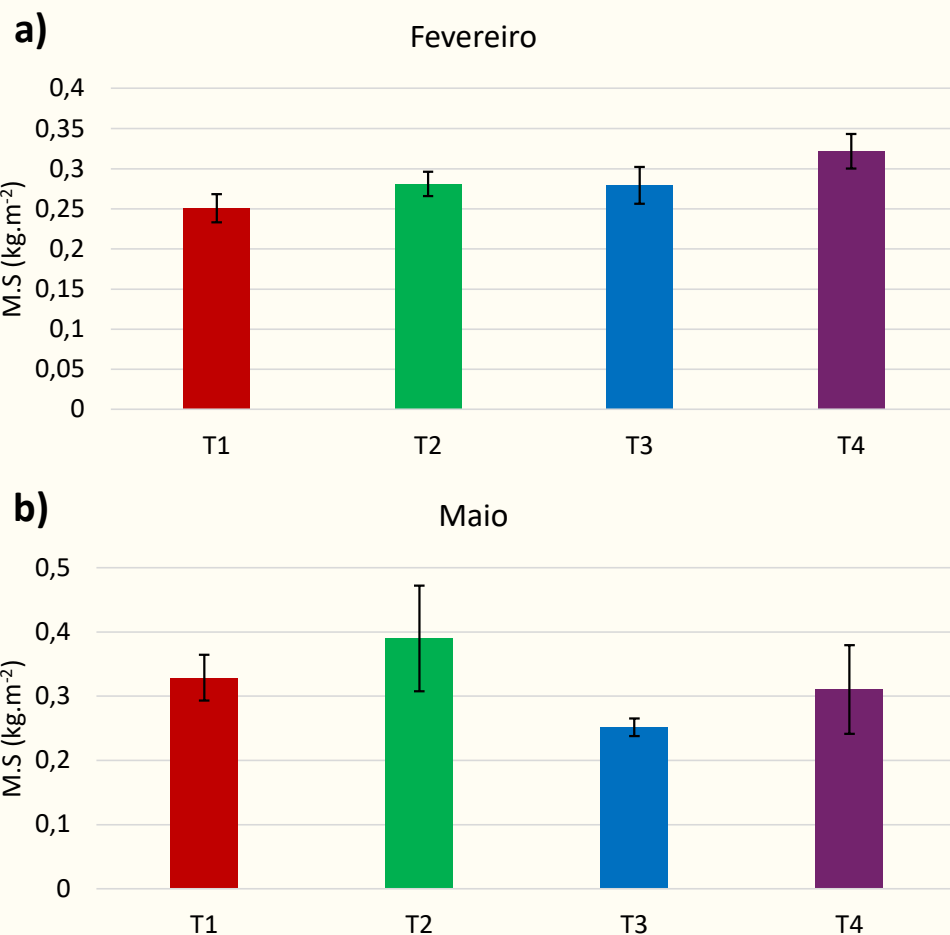 a)
Fevereiro
M.S (kg.m⁻²)
0,4
0,35
0,3
0,25
0,2
0,15
0,1
0,05
0
T1 T2 T3 T4
b)
Maio
M.S (kg.m⁻²)
0,5
0,4
0,3
0,2
0,1
0
T1 T2 T3 T4